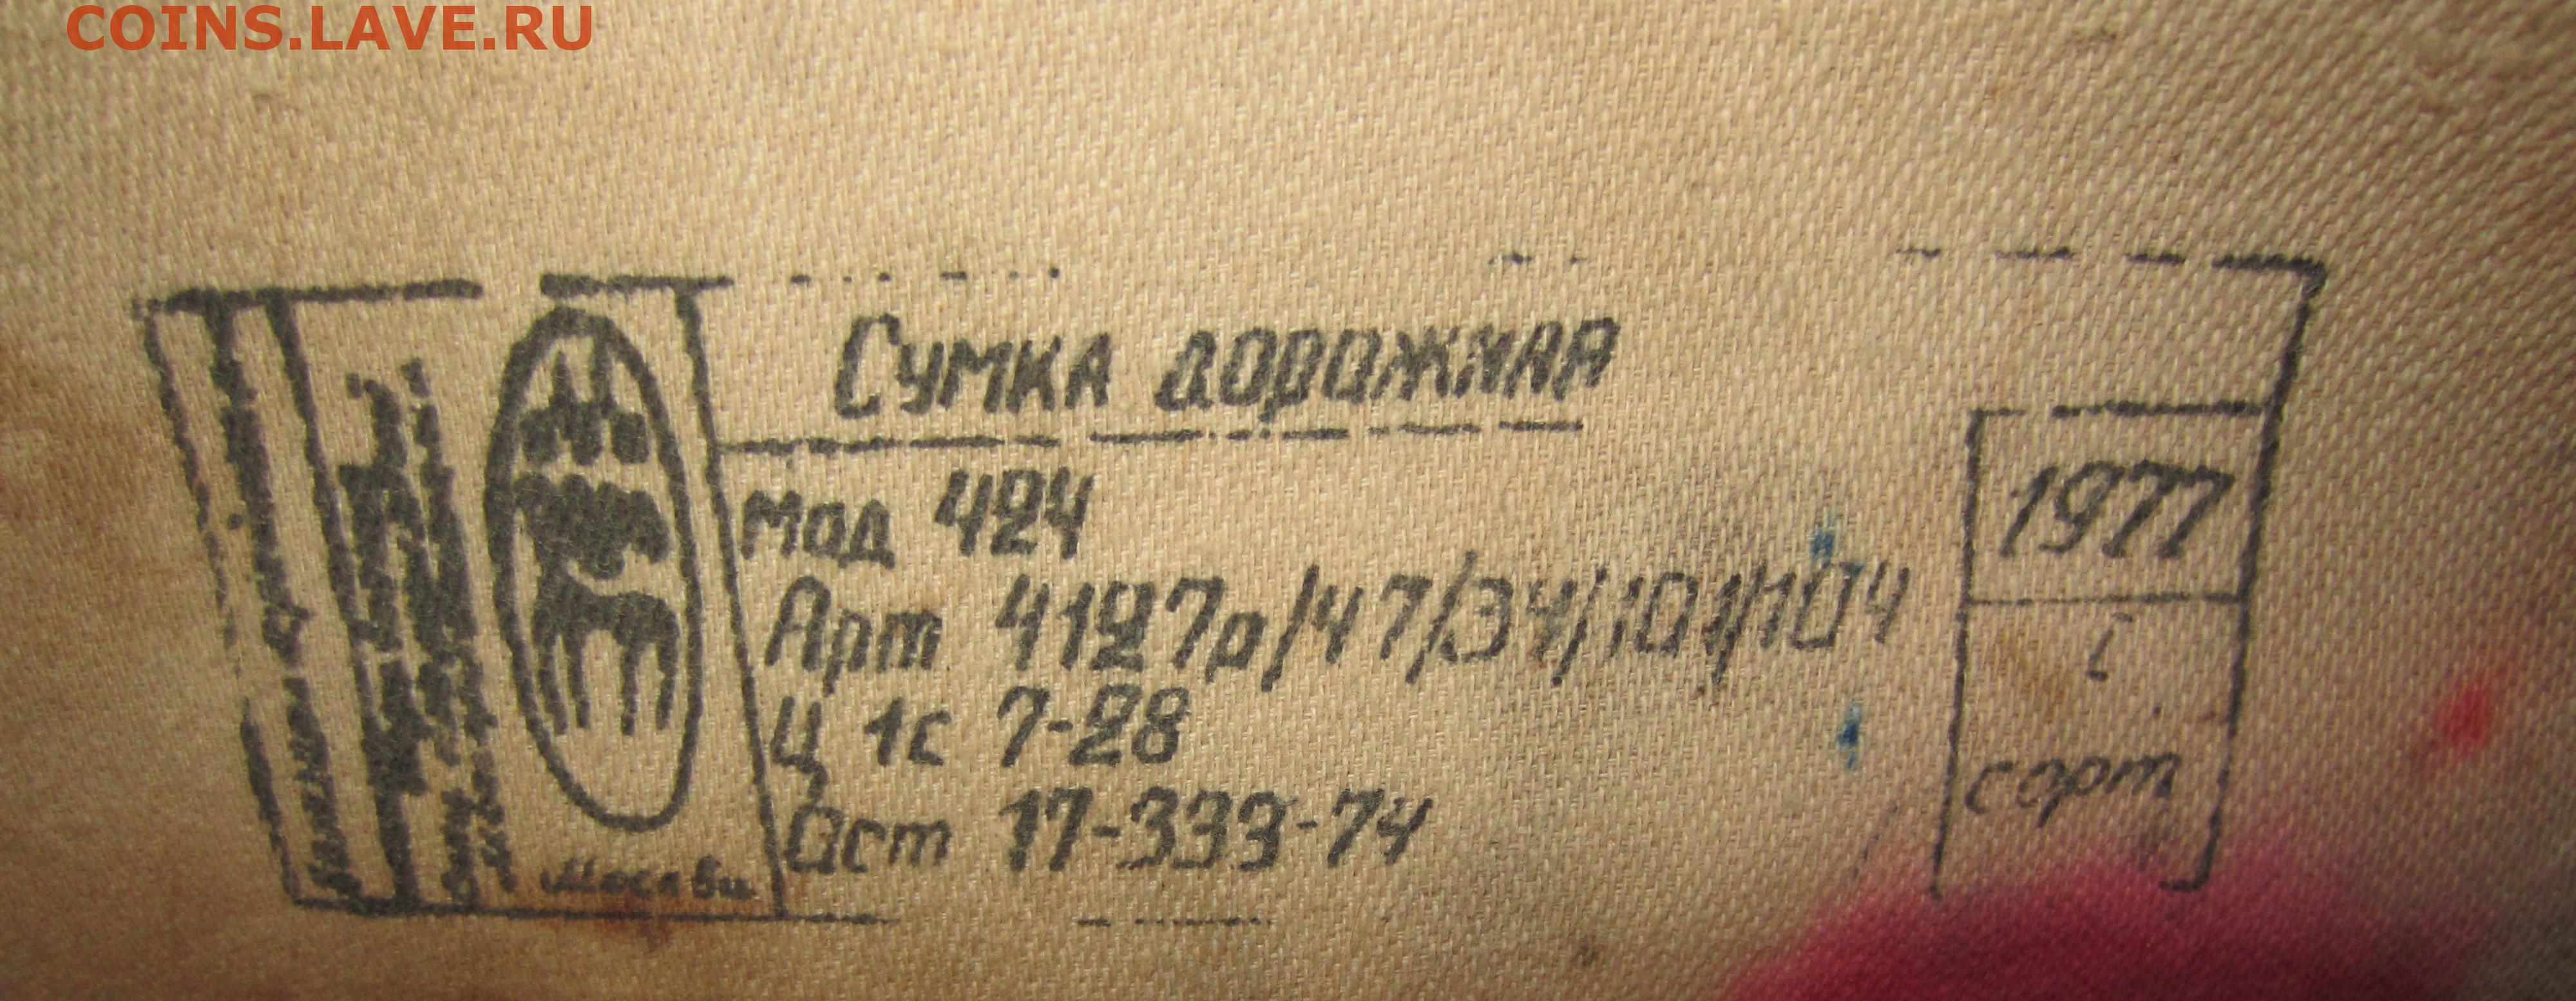 COINS.LAVE.RU
Сумка дорожная
мод 424
Арт 4127р/47/34/101/104
Ц 1с 7-28
Ост 17-333-74
Москва
1977
I
сорт